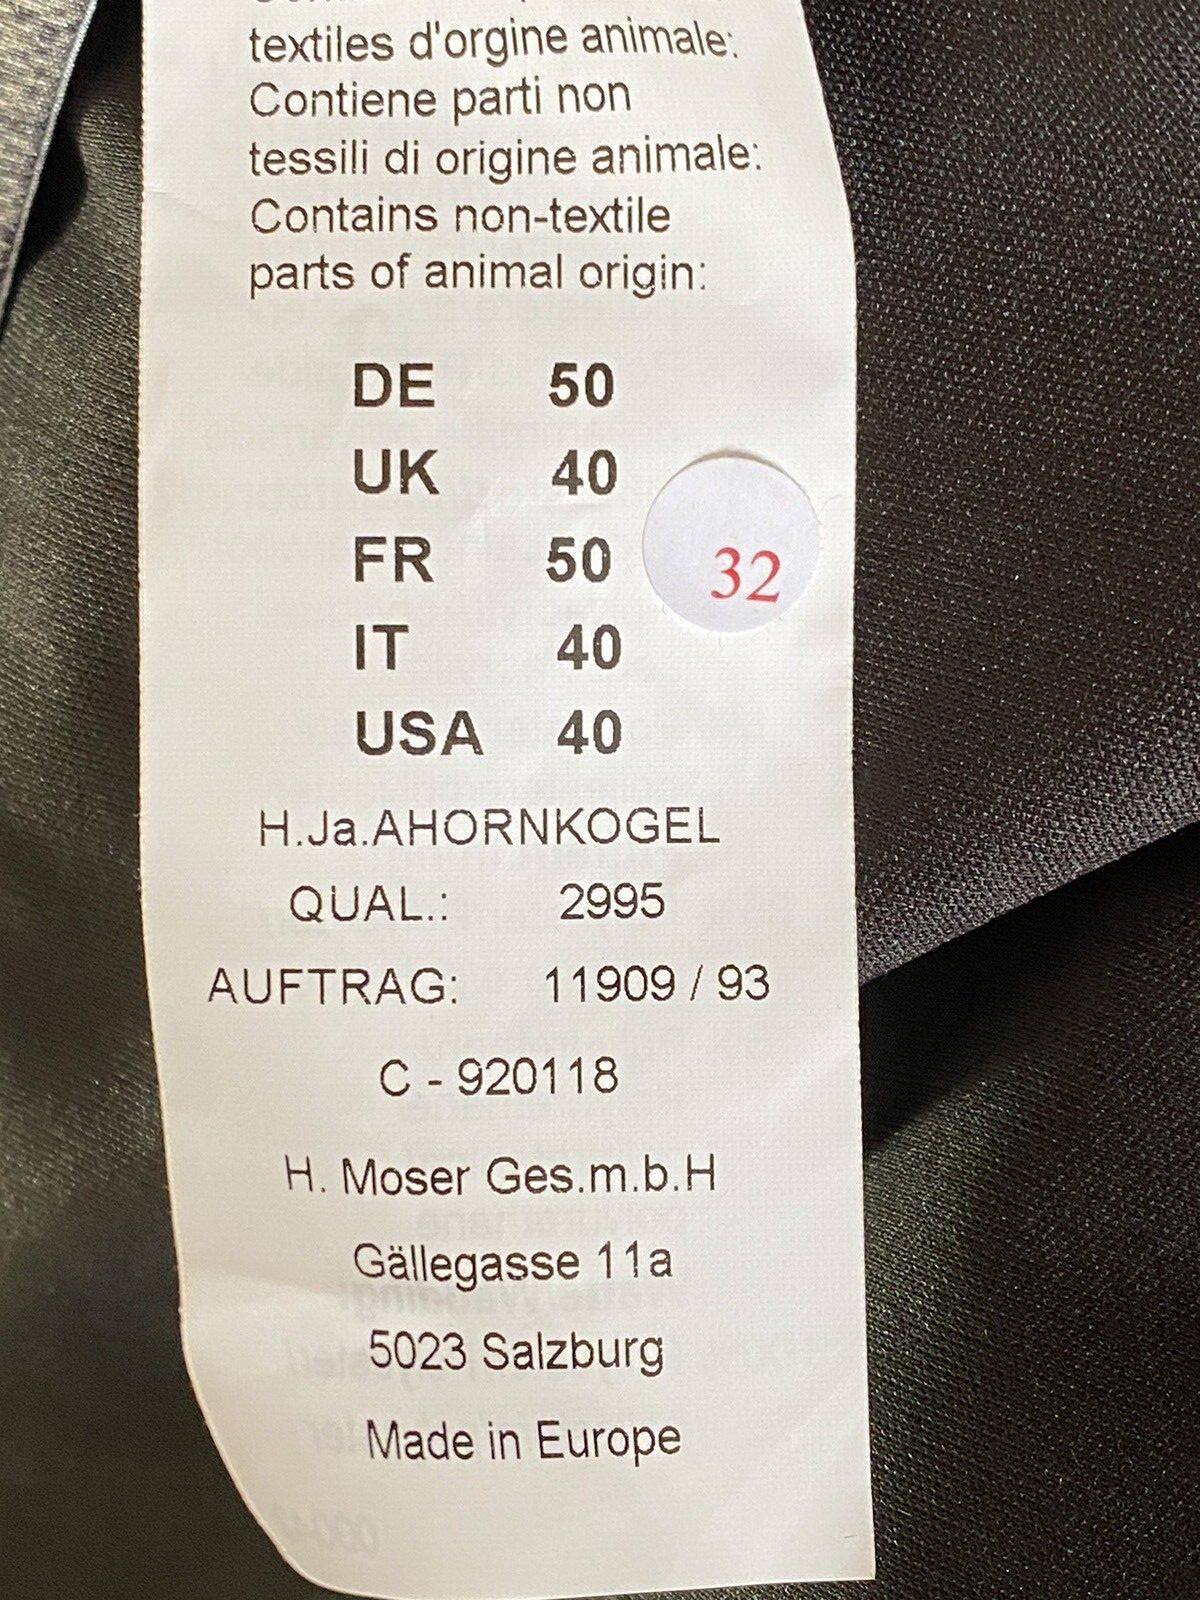 textiles d'orgine animale:
Contiene parti non
tessili di origine animale:
Contains non-textile
parts of animal origin:
DE 50
UK 40
FR 50
32
IT 40
USA 40
H.Ja.AHORNKOGEL
QUAL.: 2995
AUFTRAG: 11909 / 93
C - 920118
H. Moser Ges.m.b.H
Gällegasse 11a
5023 Salzburg
Made in Europe